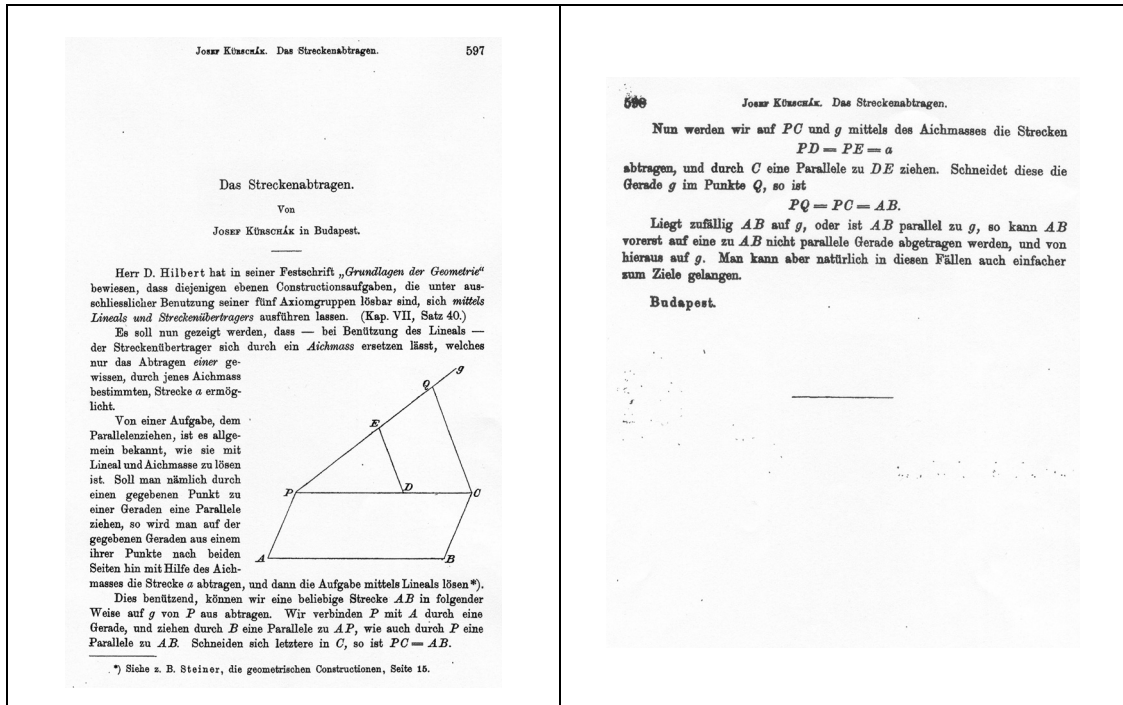 JOSEF KÜRSCHÁK. Das Streckenabtragen. 597
Das Streckenabtragen.
Von
JOSEF KÜRSCHÁK in Budapest.
Herr D. Hilbert hat in seiner Festschrift „Grundlagen der Geometrie“
bewiesen, dass diejenigen ebenen Constructionsaufgaben, die unter aus-
schliesslicher Benutzung seiner fünf Axiomgruppen lösbar sind, sich mittels
Lineals und Streckenübertragers ausführen lassen. (Kap. VII, Satz 40.)
Es soll nun gezeigt werden, dass — bei Benützung des Lineals —
der Streckenübertrager sich durch ein Aichmass ersetzen lässt, welches
nur das Abtragen einer ge-
wissen, durch jenes Aichmass
bestimmten, Strecke a ermög-
licht.
Von einer Aufgabe, dem
Parallelenziehen, ist es allge-
mein bekannt, wie sie mit
Lineal und Aichmasse zu lösen
ist. Soll man nämlich durch
einen gegebenen Punkt zu
einer Geraden eine Parallele
ziehen, so wird man auf der
gegebenen Geraden aus einem
ihrer Punkte nach beiden
Seiten hin mit Hilfe des Aich-
g
Q
E
P
D
C
A
B
masses die Strecke a abtragen, und dann die Aufgabe mittels Lineals lösen*).
Dies benützend, können wir eine beliebige Strecke AB in folgender
Weise auf g von P aus abtragen. Wir verbinden P mit A durch eine
Gerade, und ziehen durch B eine Parallele zu AP, wie auch durch P eine
Parallele zu AB. Schneiden sich letztere in C, so ist PC = AB.
*) Siehe z. B. Steiner, die geometrischen Constructionen, Seite 15.
598 JOSEF KÜRSCHÁK. Das Streckenabtragen.
Nun werden wir auf PC und g mittels des Aichmasses die Strecken
PD = PE = a
abtragen, und durch C eine Parallele zu DE ziehen. Schneidet diese die
Gerade g im Punkte Q, so ist
PQ = PC = AB.
Liegt zufällig AB auf g, oder ist AB parallel zu g, so kann AB
vorerst auf eine zu AB nicht parallele Gerade abgetragen werden, und von
hieraus auf g. Man kann aber natürlich in diesen Fällen auch einfacher
zum Ziele gelangen.
Budapest.